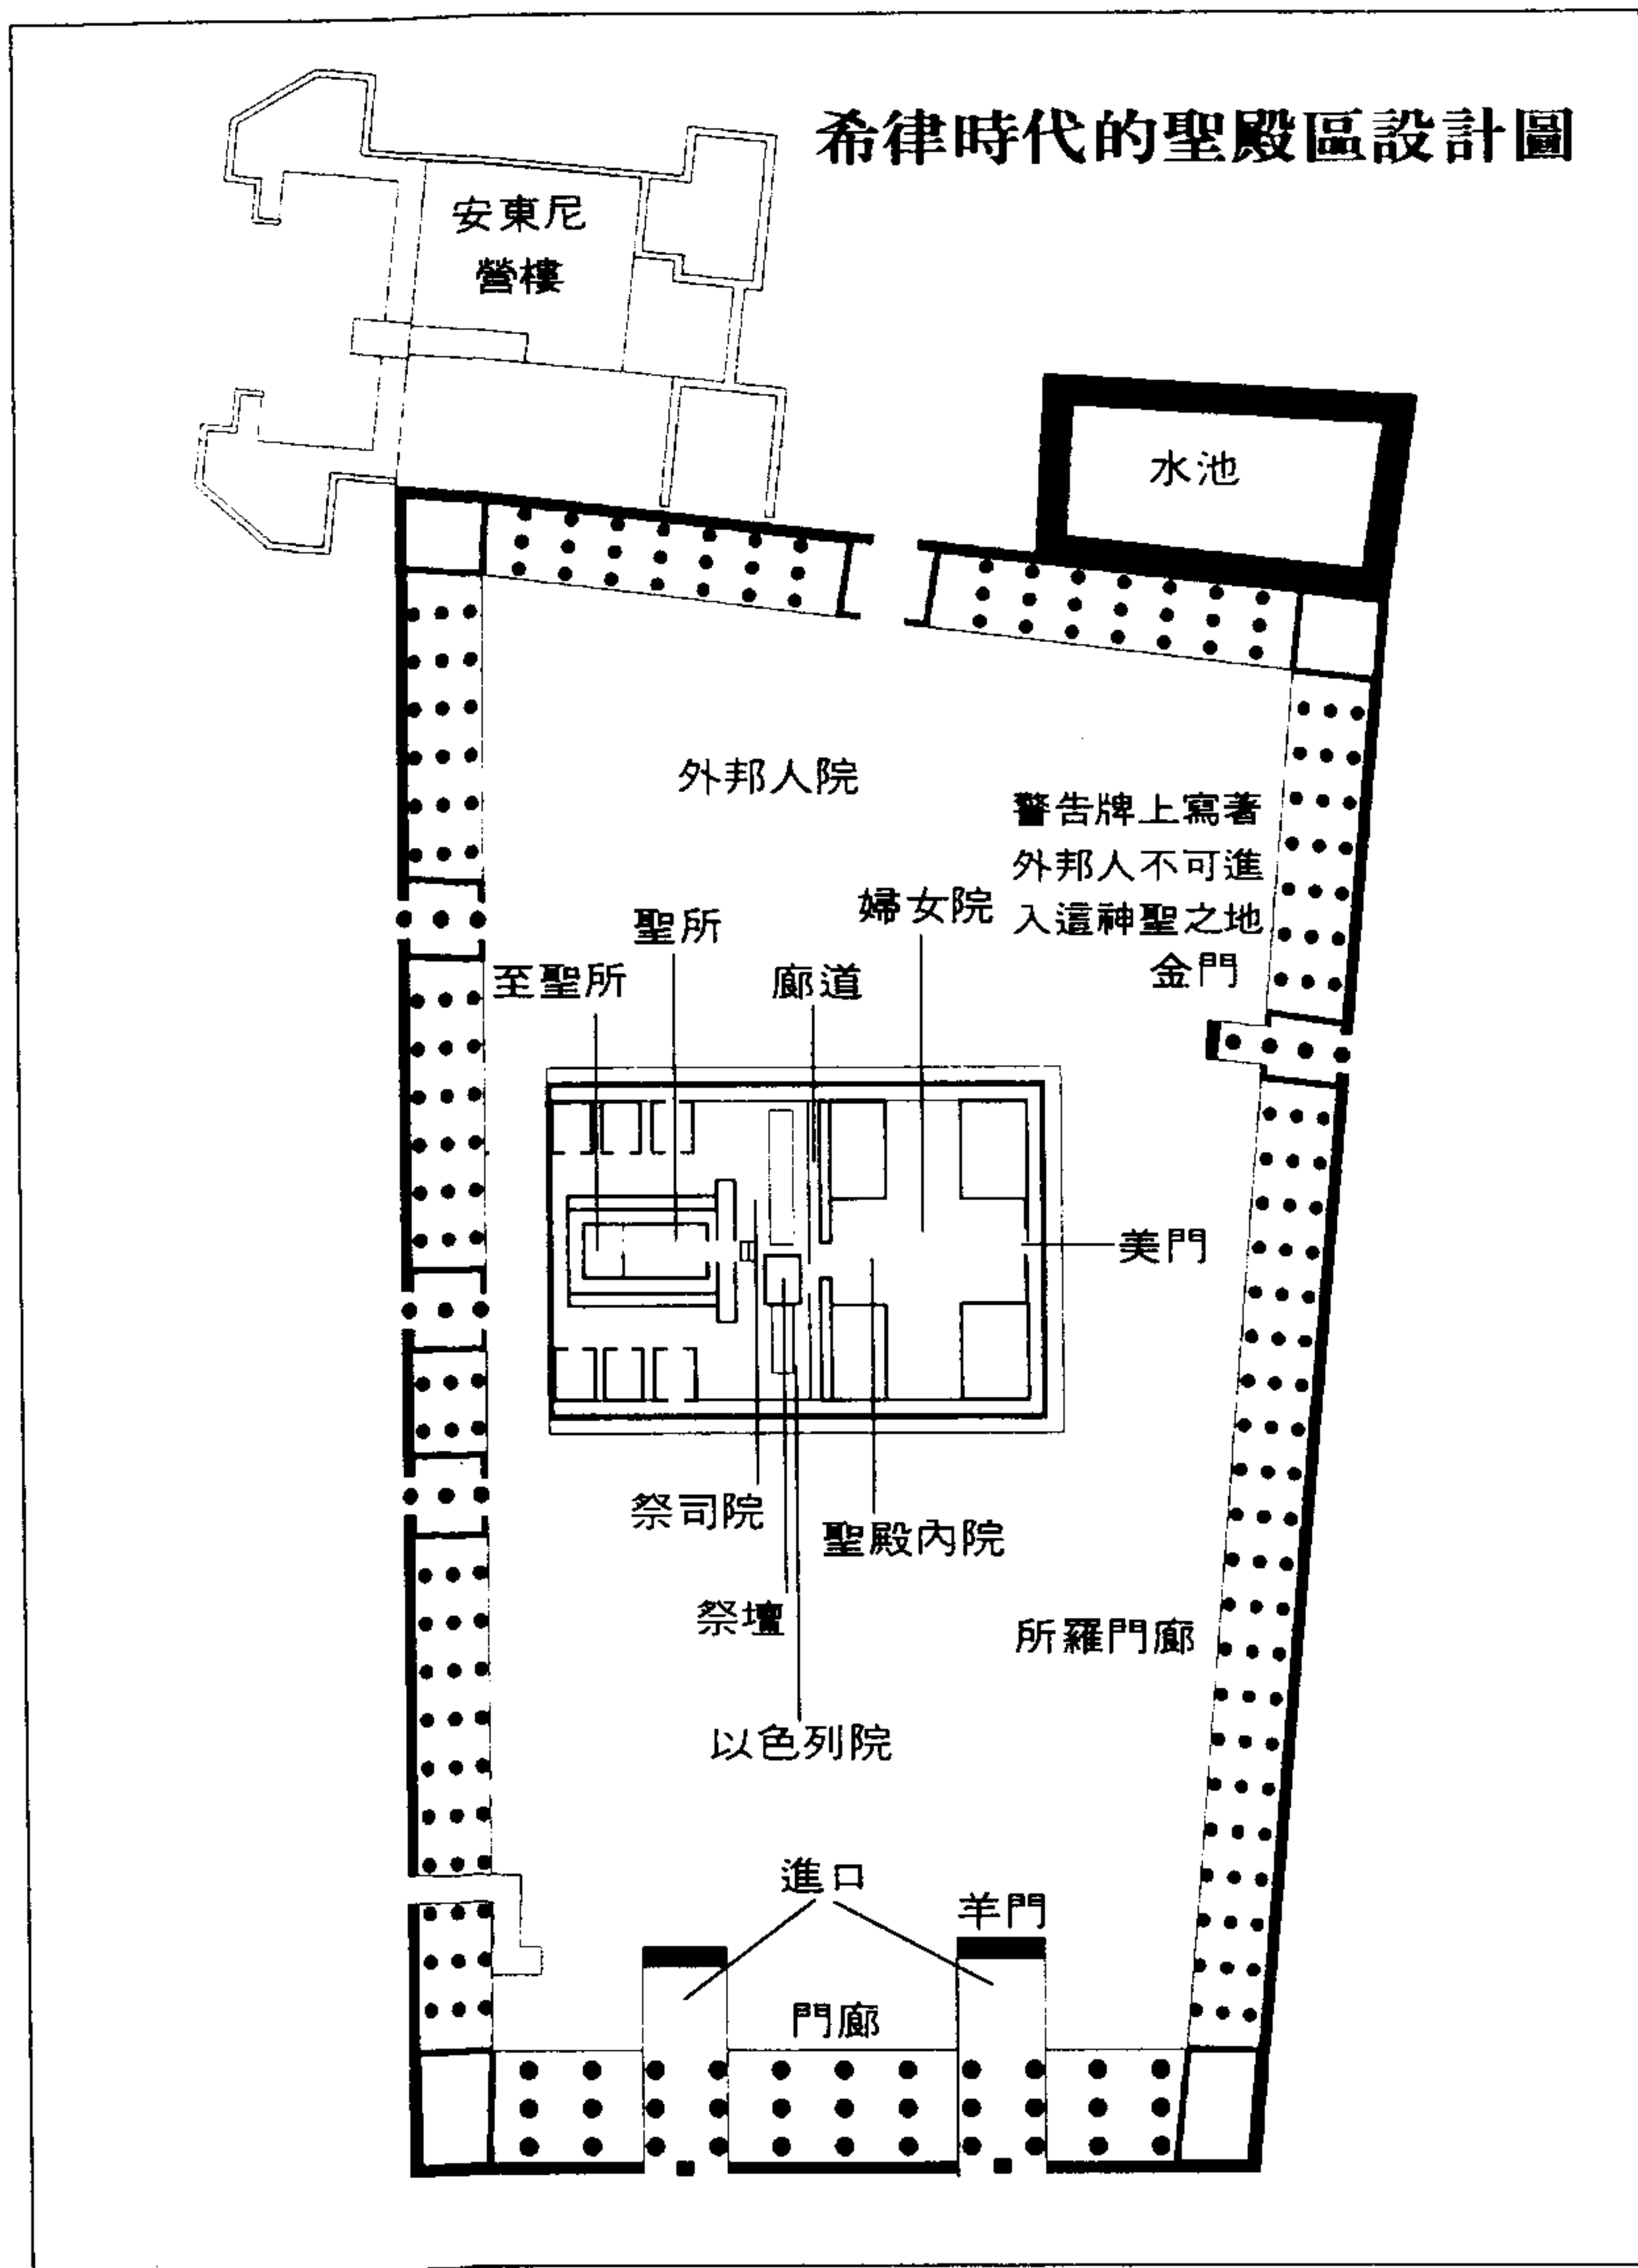 希律時代的聖殿區設計圖
安東尼
營樓
水池
外邦人院
警告牌上寫著
外邦人不可進
入這神聖之地
婦女院
聖所
金門
至聖所
廊道
美門
祭司院
聖殿內院
祭壇
所羅門廊
以色列院
進口
羊門
門廊